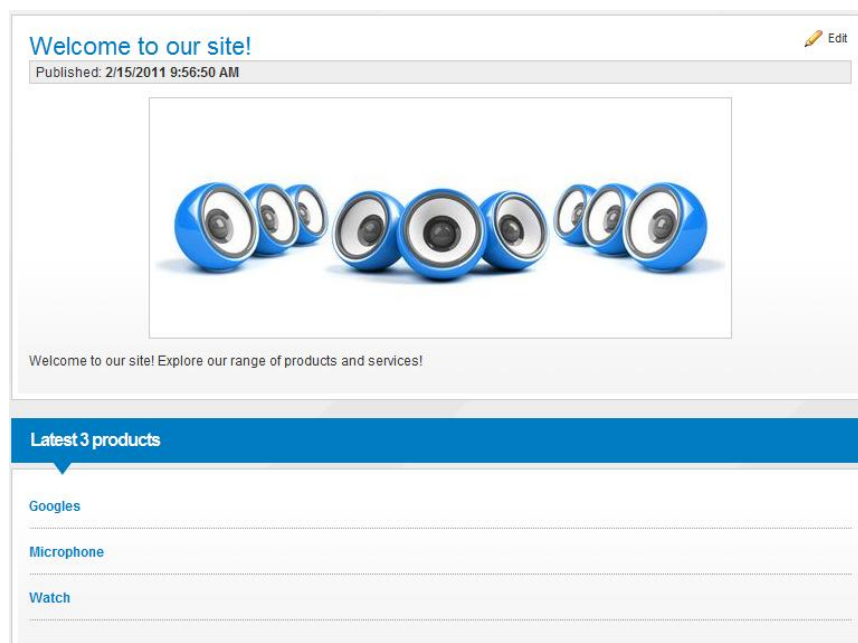 Welcome to our site!
Edit
Published: 2/15/2011 9:56:50 AM
Welcome to our site! Explore our range of products and services!
Latest 3 products
Googles
Microphone
Watch